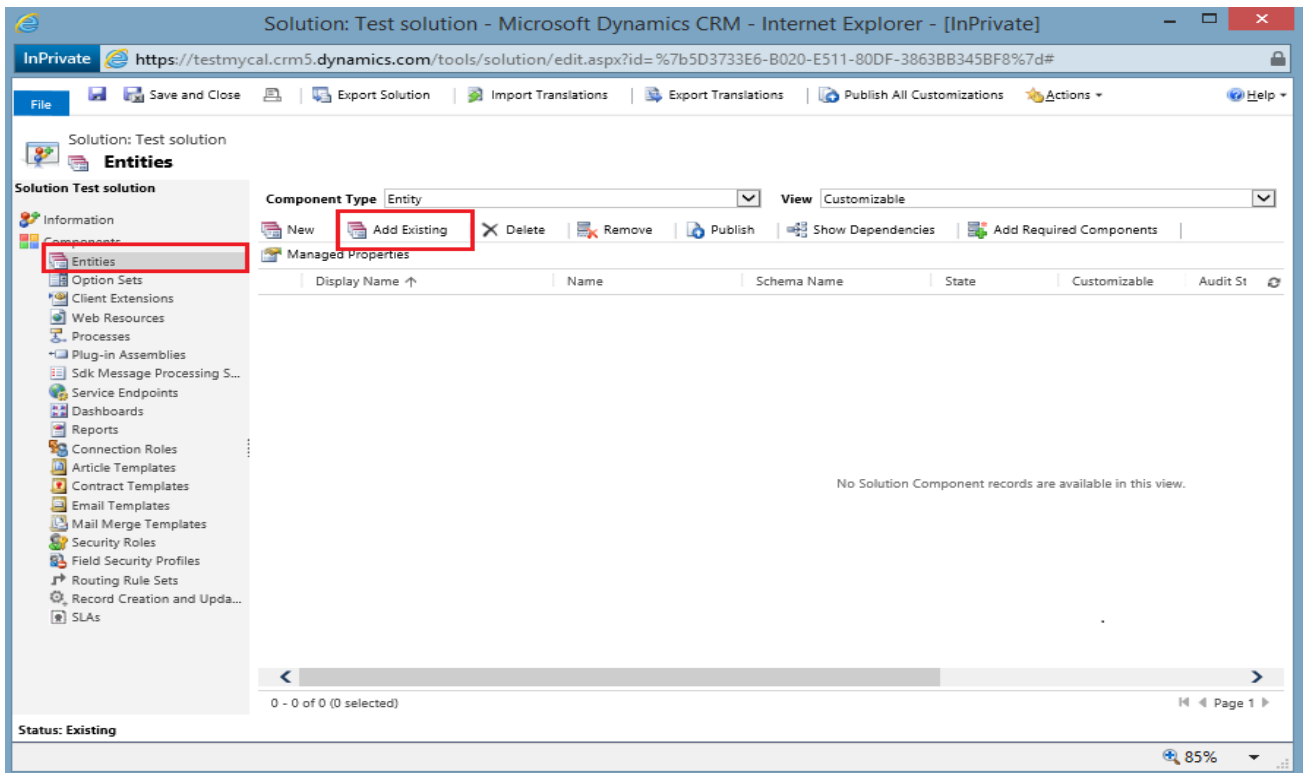 Solution: Test solution - Microsoft Dynamics CRM - Internet Explorer - [InPrivate]
InPrivate https://testmycal.crm5.dynamics.com/tools/solution/edit.aspx?id=%7b5D3733E6-B020-E511-80DF-3863BB345BF8%7d#
File Save and Close Export Solution Import Translations Export Translations Publish All Customizations Actions Help
Solution: Test solution
Entities
Solution Test solution
Component Type Entity View Customizable
Information
New Add Existing Delete Remove Publish Show Dependencies Add Required Components
Components
Managed Properties
Entities
Display Name Name Schema Name State Customizable Audit St
Option Sets
Client Extensions
Web Resources
Processes
Plug-in Assemblies
Sdk Message Processing S...
Service Endpoints
Dashboards
Reports
Connection Roles
Article Templates
Contract Templates
No Solution Component records are available in this view.
Email Templates
Mail Merge Templates
Security Roles
Field Security Profiles
Routing Rule Sets
Record Creation and Upda...
SLAs
0 - 0 of 0 (0 selected) Page 1
Status: Existing
85%